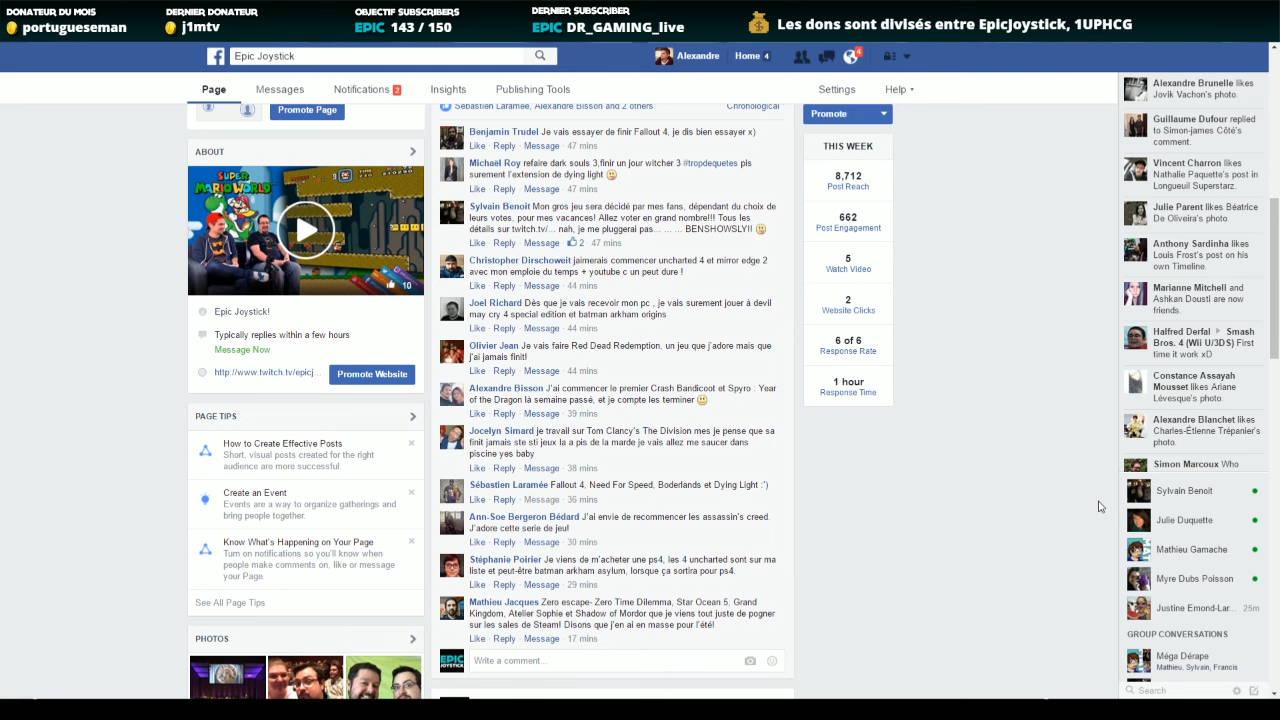 DONATEUR DU MOIS
portugueseman
DERNIER DONATEUR
j1mtv
OBJECTIF SUBSCRIBERS
EPIC 143 / 150
DERNIER SUBSCRIBER
EPIC DR_GAMING_live
Les dons sont divisés entre EpicJoystick, 1UPHCG
Epic Joystick
Alexandre
Home 4
4
Page
Messages
Notifications 2
Insights
Publishing Tools
Settings
Help
Promote Page
ABOUT
SUPER
MARIO WORLD
10
Epic Joystick!
Typically replies within a few hours
Message Now
http://www.twitch.tv/epicj...
Promote Website
PAGE TIPS
How to Create Effective Posts
Short, visual posts created for the right
audience are more successful.
Create an Event
Events are a way to organize gatherings and
bring people together.
Know What's Happening on Your Page
Turn on notifications so you'll know when
people make comments on, like or message
your Page.
See All Page Tips
PHOTOS
Sebastien Laramée, Alexandre Bisson and 2 others
Chronological
Benjamin Trudel Je vais essayer de finir Fallout 4, je dis bien essayer x)
Like · Reply · Message · 47 mins
Michaël Roy refaire dark souls 3,finir un jour witcher 3 #tropdequetes pis
surement l'extension de dying light
Like · Reply · Message · 47 mins
Sylvain Benoit Mon gros jeu sera décidé par mes fans, dépendant du choix de
leurs votes, pour mes vacances! Allez voter en grand nombre!!! Tous les
détails sur twitch.tv/... nah, je me pluggerai pas... ... ... BENSHOWSLY!!
Like · Reply · Message · 2 · 47 mins
Christopher Dirschoweit jaimerais commencer uncharted 4 et mirror edge 2
avec mon emploie du temps + youtube c un peut dure !
Like · Reply · Message · 44 mins
Joel Richard Dès que je vais recevoir mon pc , je vais surement jouer à devil
may cry 4 special edition et batman arkham origins
Like · Reply · Message · 44 mins
Olivier Jean Je vais faire Red Dead Redemption, un jeu que j'adore mais que
j'ai jamais finit!
Like · Reply · Message · 44 mins
Alexandre Bisson J'ai commencer le premier Crash Bandicoot et Spyro : Year
of the Dragon là semaine passé, et je compte les terminer
Like · Reply · Message · 39 mins
Jocelyn Simard je travail sur Tom Clancy's The Division mes je pense que sa
finit jamais ste sti jeux la a pis de la marde je vais allez me saucer dans
piscine yes baby
Like · Reply · Message · 38 mins
Sébastien Laramée Fallout 4, Need For Speed, Boderlands et Dying Light :')
Like · Reply · Message · 36 mins
Ann-Soe Bergeron Bédard J'ai envie de recommencer les assasin's creed.
J'adore cette serie de jeu!
Like · Reply · Message · 30 mins
Stéphanie Poirier Je viens de m'acheter une ps4, les 4 uncharted sont sur ma
liste et peut-être batman arkham asylum, lorsque ça sortira pour ps4.
Like · Reply · Message · 29 mins
Mathieu Jacques Zero escape- Zero Time Dilemma, Star Ocean 5, Grand
Kingdom, Atelier Sophie et Shadow of Mordor que je viens tout juste de pogner
sur les sales de Steam! Disons que j'en ai en masse pour l'été!
Like · Reply · Message · 17 mins
EPIC
JOYSTICK
Write a comment...
Promote
THIS WEEK
8,712
Post Reach
662
Post Engagement
5
Watch Video
2
Website Clicks
6 of 6
Response Rate
1 hour
Response Time
Alexandre Brunelle likes
Jovik Vachon's photo.
Guillaume Dufour replied
to Simon-james Côté's
comment.
Vincent Charron likes
Nathalie Paquette's post in
Longueuil Superstarz.
Julie Parent likes Béatrice
De Oliveira's photo.
Anthony Sardinha likes
Louis Frost's post on his
own Timeline.
Marianne Mitchell and
Ashkan Dousti are now
friends.
Halfred Derfal ▸ Smash
Bros. 4 (Wii U/3DS) First
time it work xD
Constance Assayah
Mousset likes Ariane
Lévesque's photo.
Alexandre Blanchet likes
Charles-Étienne Trépanier's
photo.
Simon Marcoux Who
Sylvain Benoit
Julie Duquette
Mathieu Gamache
Myre Dubs Poisson
Justine Emond-Lar... 25m
GROUP CONVERSATIONS
Méga Dérape
Mathieu, Sylvain, Francis
Search